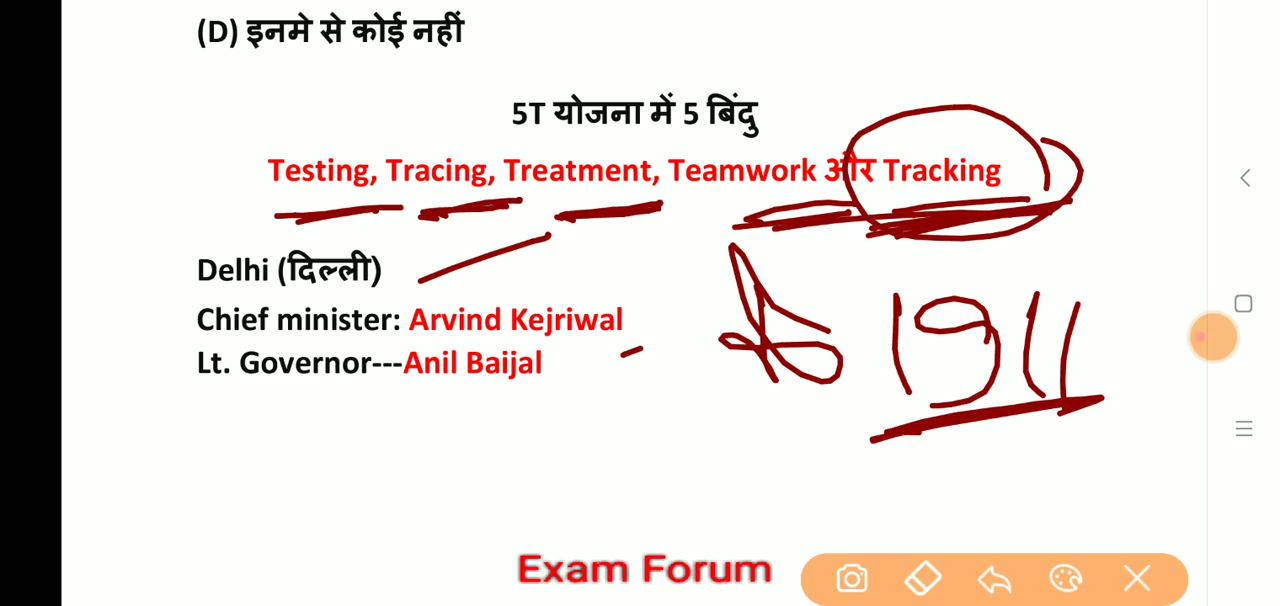 (D) इनमे से कोई नहीं
5T योजना में 5 बिंदु
Testing, Tracing, Treatment, Teamwork और Tracking
Delhi (दिल्ली)
Chief minister: Arvind Kejriwal
Lt. Governor---Anil Baijal
1911
Exam Forum